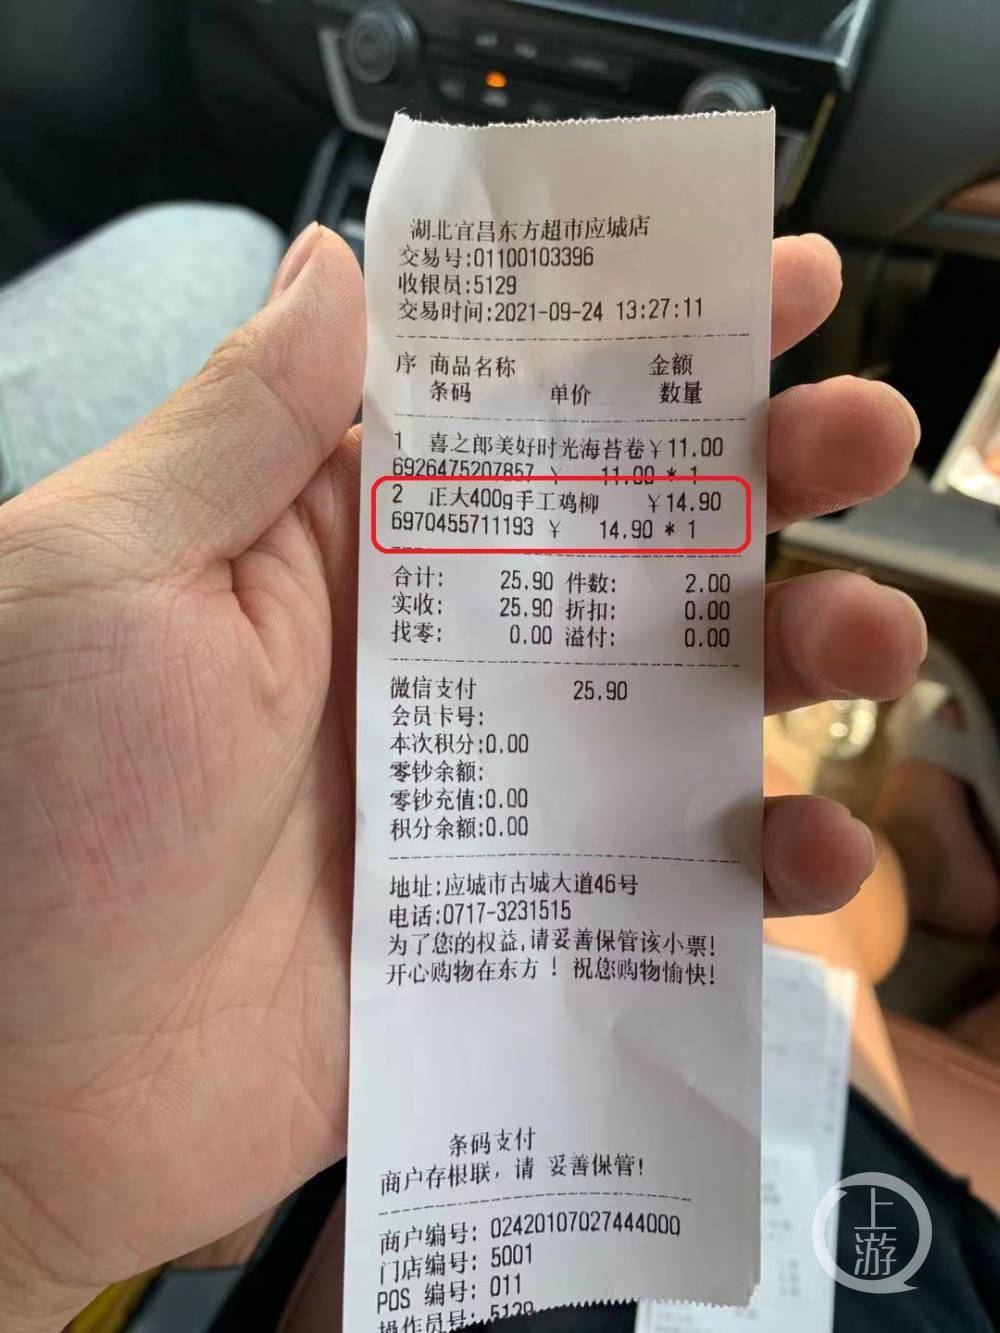 湖北宜昌东方超市应城店
交易号:01100103396
收银员:5129
交易时间:2021-09-24 13:27:11
序 商品名称 金额
条码 单价 数量
1 喜之郎美好时光海苔卷￥11.00
6926475207857 ￥ 11.00 * 1
2 正大400g手工鸡柳 ￥14.90
6970455711193 ￥ 14.90 * 1
合计: 25.90 件数: 2.00
实收: 25.90 折扣: 0.00
找零: 0.00 溢付: 0.00
微信支付 25.90
会员卡号:
本次积分:0.00
零钞余额:
零钞充值:0.00
积分余额:0.00
地址:应城市古城大道46号
电话:0717-3231515
为了您的权益,请妥善保管该小票!
开心购物在东方！祝您购物愉快!
条码支付
商户存根联，请 妥善保管!
商户编号: 02420107027444000
门店编号: 5001
POS 编号: 011
操作员号: 5129
上游